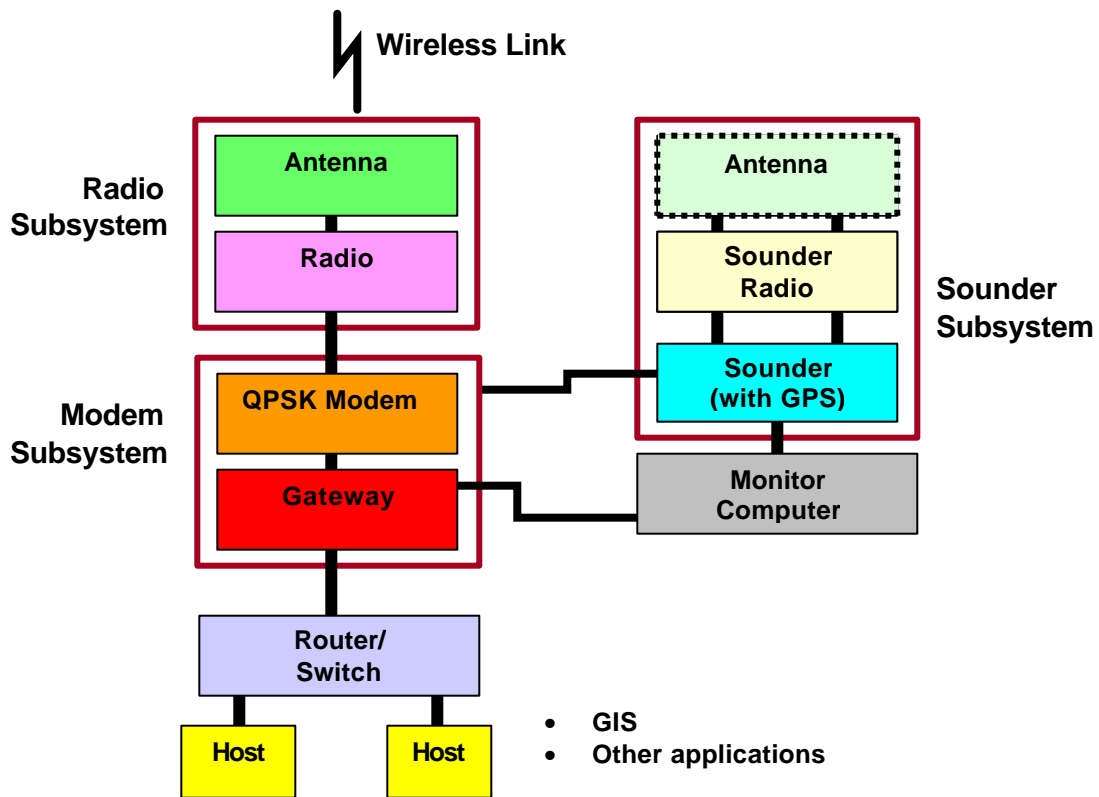 Wireless Link
Radio
Subsystem
Antenna
Radio
Modem
Subsystem
QPSK Modem
Gateway
Antenna
Sounder
Radio
Sounder
(with GPS)
Sounder
Subsystem
Monitor
Computer
Router/
Switch
Host
Host
• GIS
• Other applications